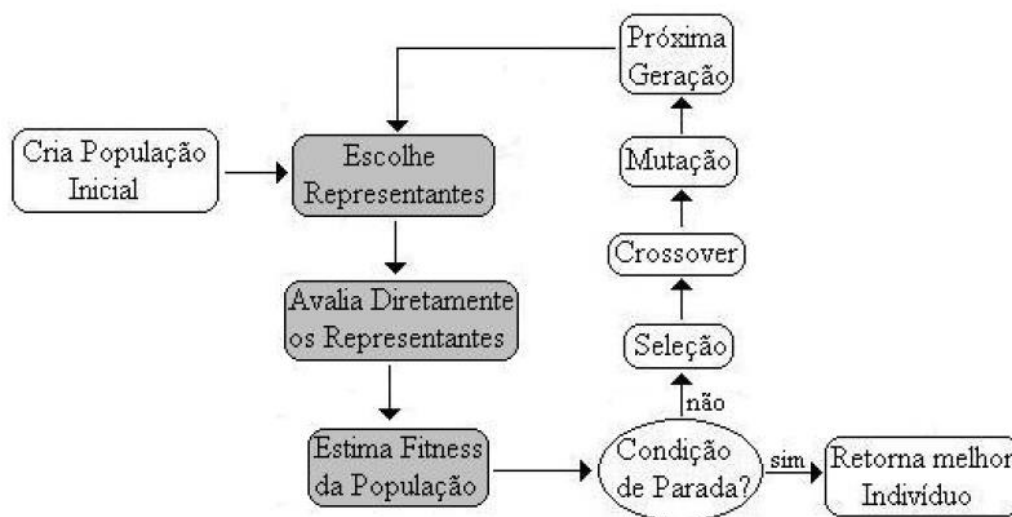 Cria População
Inicial
Escolhe
Representantes
Avalia Diretamente
os Representantes
Estima Fitness
da População
Condição
de Parada?
não
sim
Seleção
Crossover
Mutação
Próxima
Geração
Retorna melhor
Indivíduo